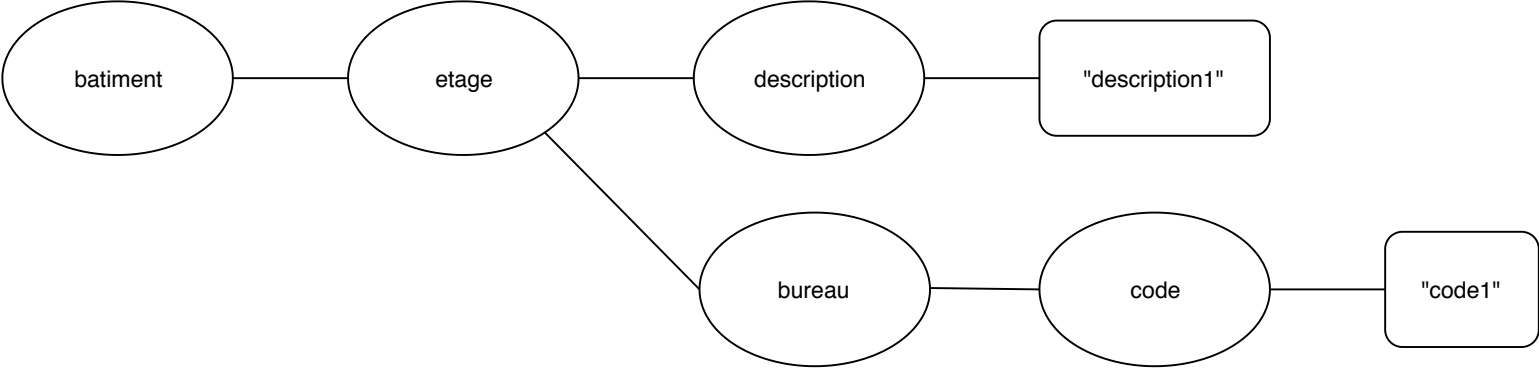 batiment
etage
description
"description1"
bureau
code
"code1"